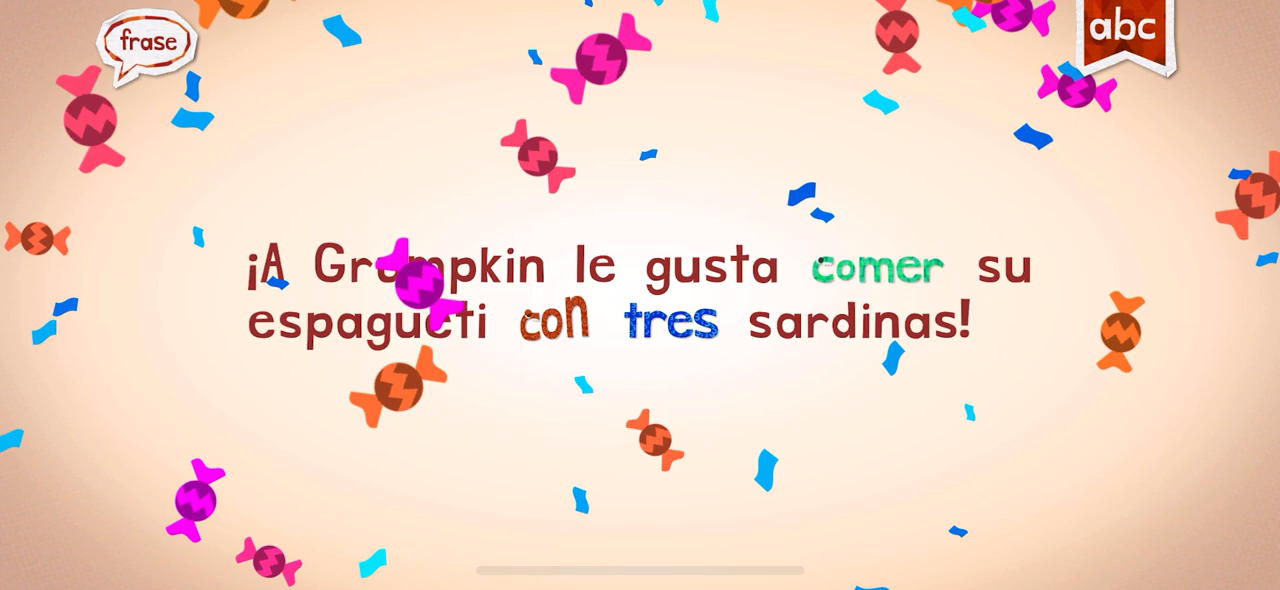 frase
abc
¡A Grumpkin le gusta comer su
espagueti con tres sardinas!